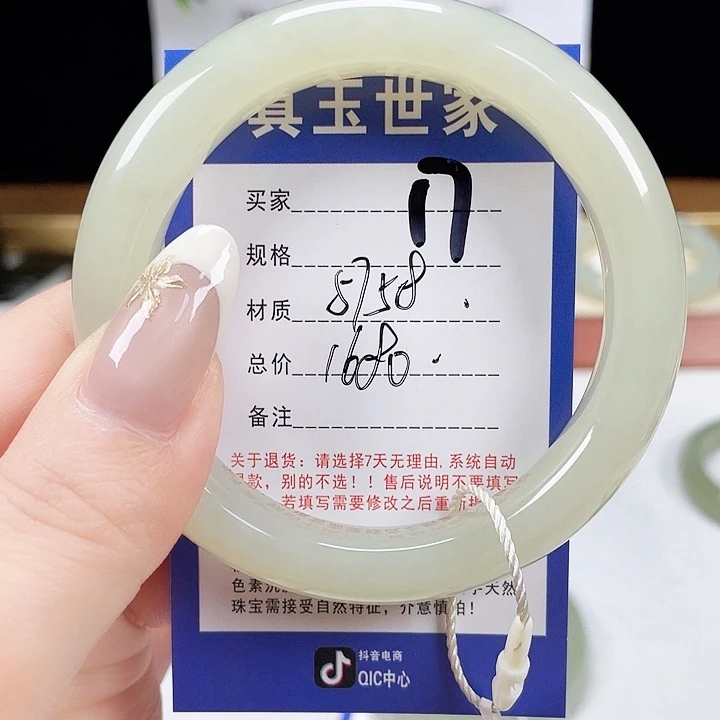 真玉世家
买家
17
规格
材质 5758.
总价 1680.
备注
关于退货：请选择7天无理由,系统自动
款，别的不选！！售后说明不要填写
若填写需要修改之后重新
色素沉 天然
珠宝需接受自然特征，介意慎拍！
抖音电商
QIC中心